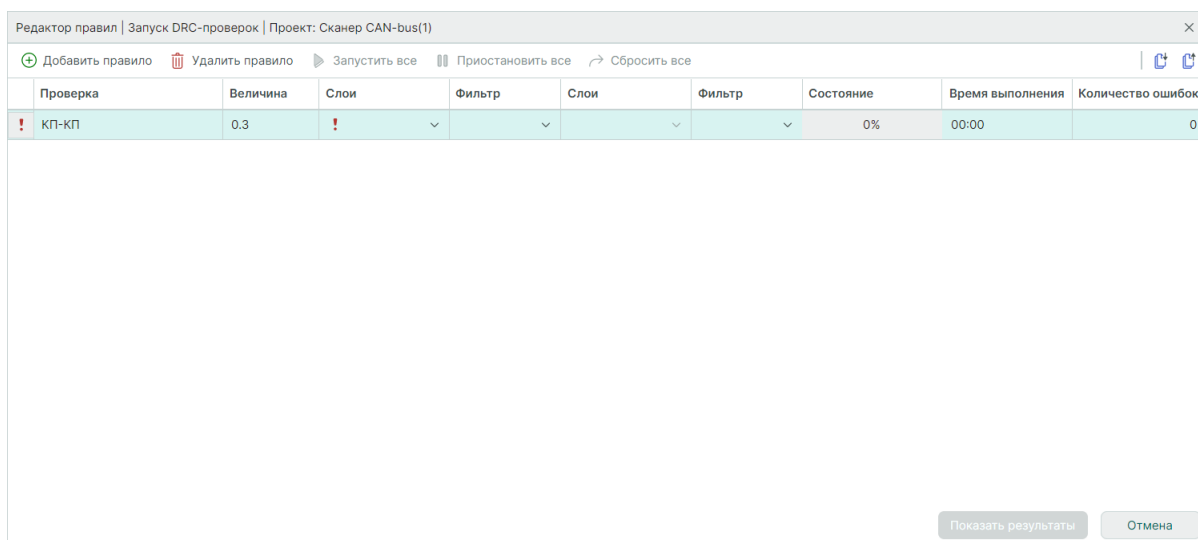 Редактор правил | Запуск DRC-проверок | Проект: Сканер CAN-bus(1)
Добавить правило Удалить правило Запустить все Приостановить все Сбросить все
Проверка Величина Слои Фильтр Слои Фильтр Состояние Время выполнения Количество ошибок
! КП-КП 0.3 ! 0% 00:00 0
Показать результаты Отмена